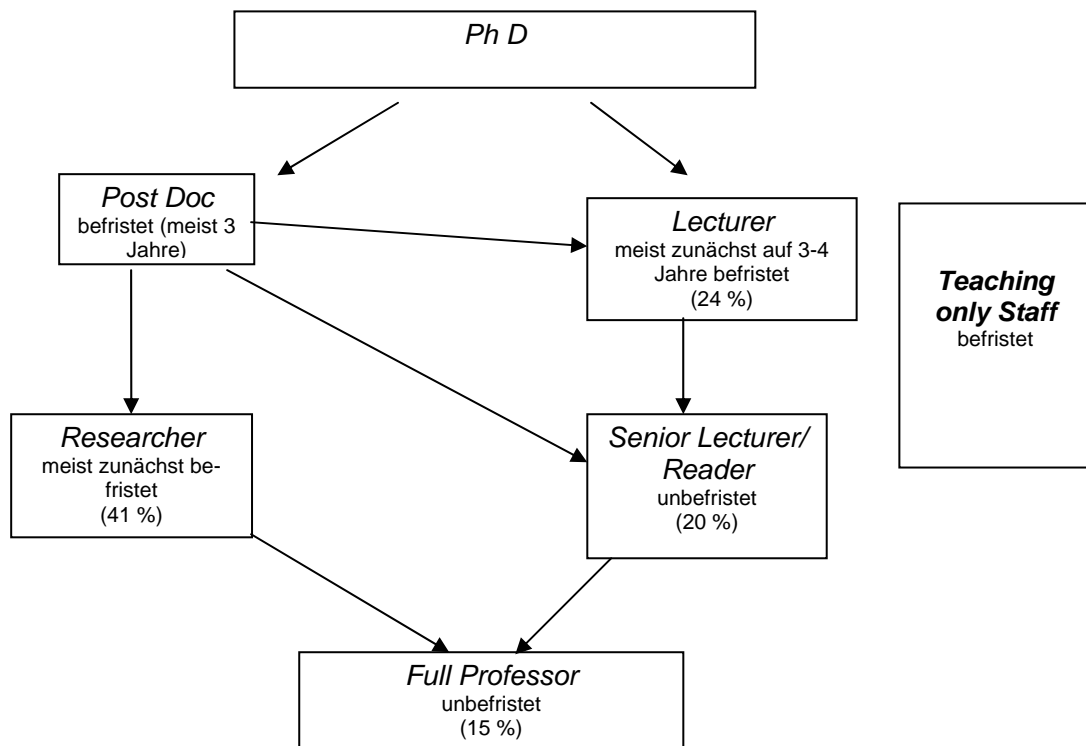 Ph D
Post Doc
befristet (meist 3
Jahre)
Lecturer
meist zunächst auf 3-4
Jahre befristet
(24 %)
Teaching
only Staff
befristet
Researcher
meist zunächst be-
fristet
(41 %)
Senior Lecturer/
Reader
unbefristet
(20 %)
Full Professor
unbefristet
(15 %)